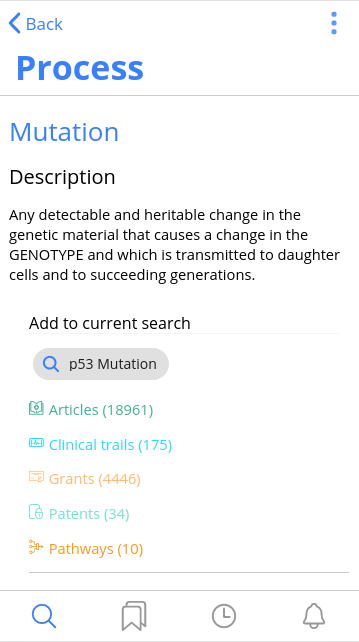 Back
Process
Mutation
Description
Any detectable and heritable change in the
genetic material that causes a change in the
GENOTYPE and which is transmitted to daughter
cells and to succeeding generations.
Add to current search
p53 Mutation
Articles (18961)
Clinical trails (175)
Grants (4446)
Patents (34)
Pathways (10)